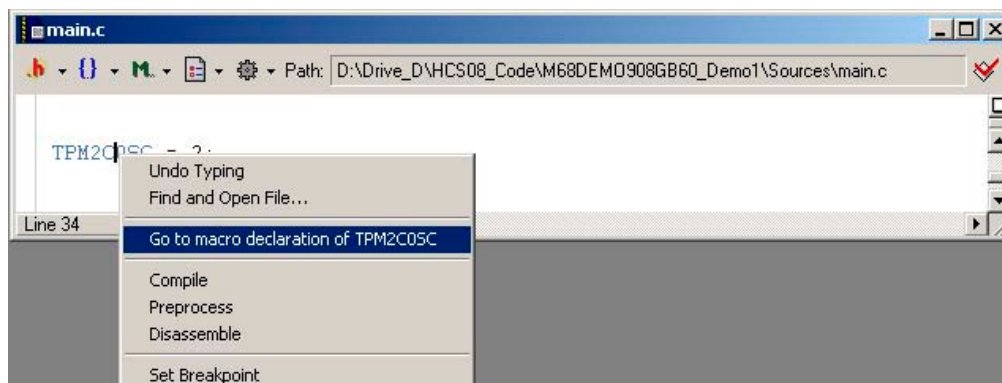 main.c
.h {} M. Path: D:\Drive_D\HCS08_Code\M68DEMO908GB60_Demo1\Sources\main.c
TPM2C0SC = ?;
Undo Typing
Find and Open File...
Line 34
Go to macro declaration of TPM2C0SC
Compile
Preprocess
Disassemble
Set Breakpoint